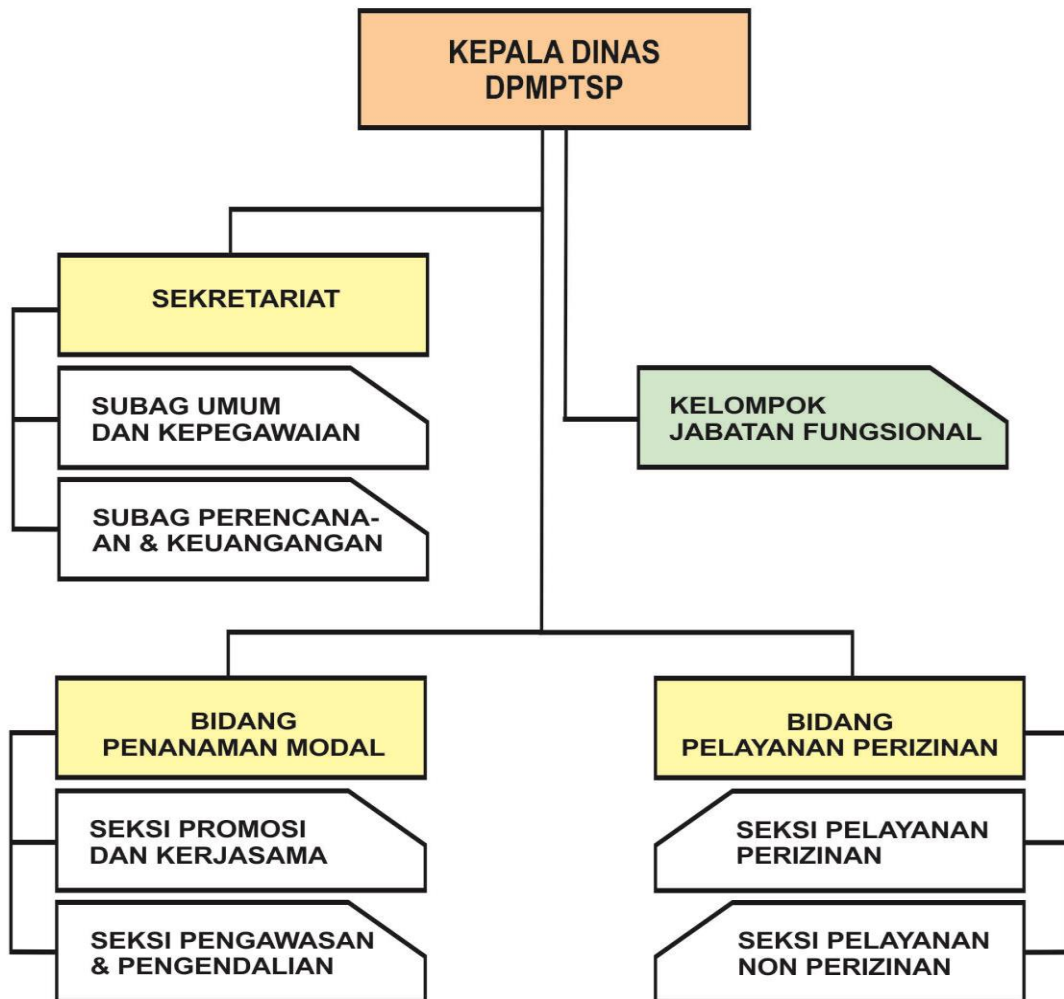 KEPALA DINAS
DPMPTSP
SEKRETARIAT
SUBAG UMUM
DAN KEPEGAWAIAN
SUBAG PERENCANA-
AN & KEUANGANGAN
KELOMPOK
JABATAN FUNGSIONAL
BIDANG
PENANAMAN MODAL
SEKSI PROMOSI
DAN KERJASAMA
SEKSI PENGAWASAN
& PENGENDALIAN
BIDANG
PELAYANAN PERIZINAN
SEKSI PELAYANAN
PERIZINAN
SEKSI PELAYANAN
NON PERIZINAN